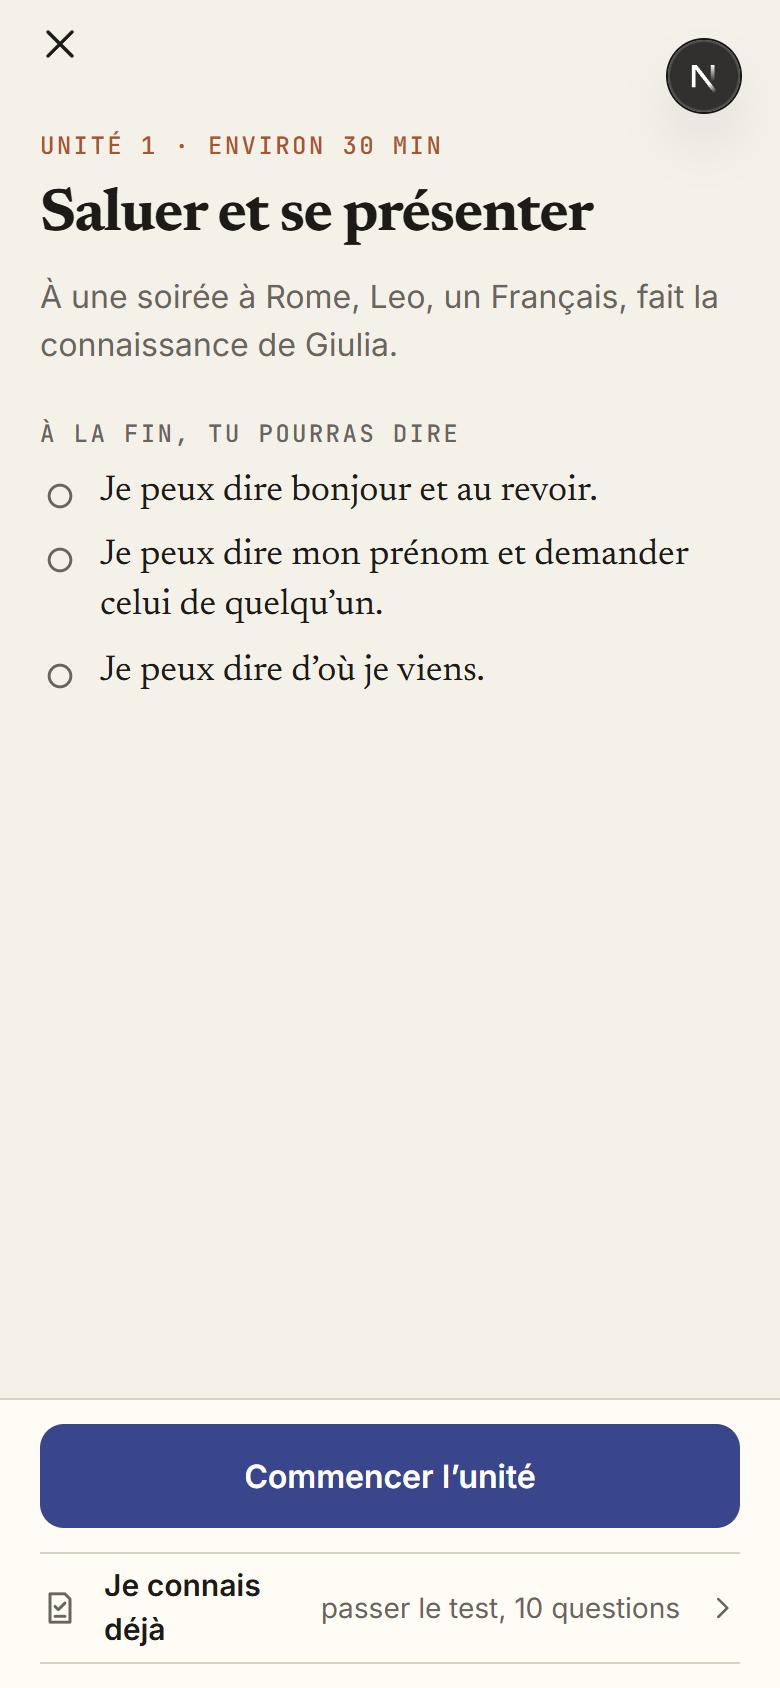 N
UNITÉ 1 · ENVIRON 30 MIN
Saluer et se présenter
À une soirée à Rome, Leo, un Français, fait la
connaissance de Giulia.
À LA FIN, TU POURRAS DIRE
Je peux dire bonjour et au revoir.
Je peux dire mon prénom et demander
celui de quelqu’un.
Je peux dire d’où je viens.
Commencer l’unité
Je connais
déjà
passer le test, 10 questions